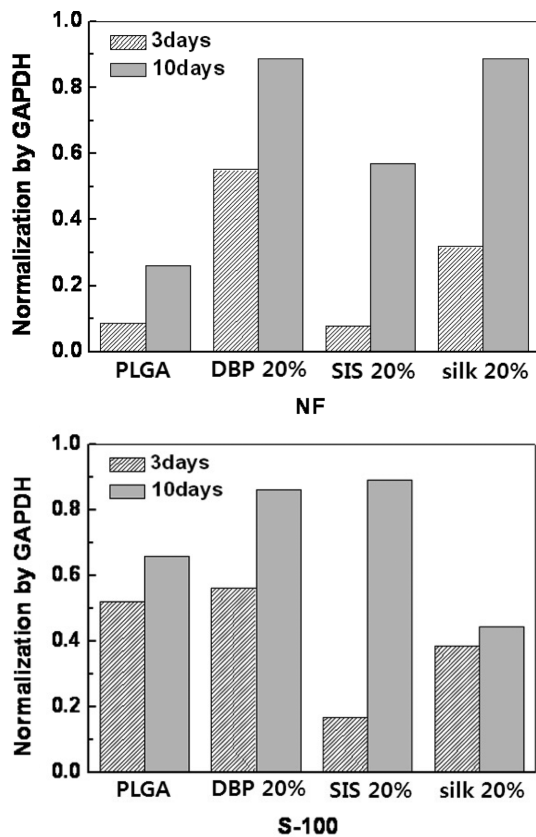 Normalization by GAPDH
1.0
0.8
0.6
0.4
0.2
0.0
3days
10days
PLGA DBP 20% SIS 20% silk 20%
NF
Normalization by GAPDH
1.0
0.8
0.6
0.4
0.2
0.0
3days
10days
PLGA DBP 20% SIS 20% silk 20%
S-100